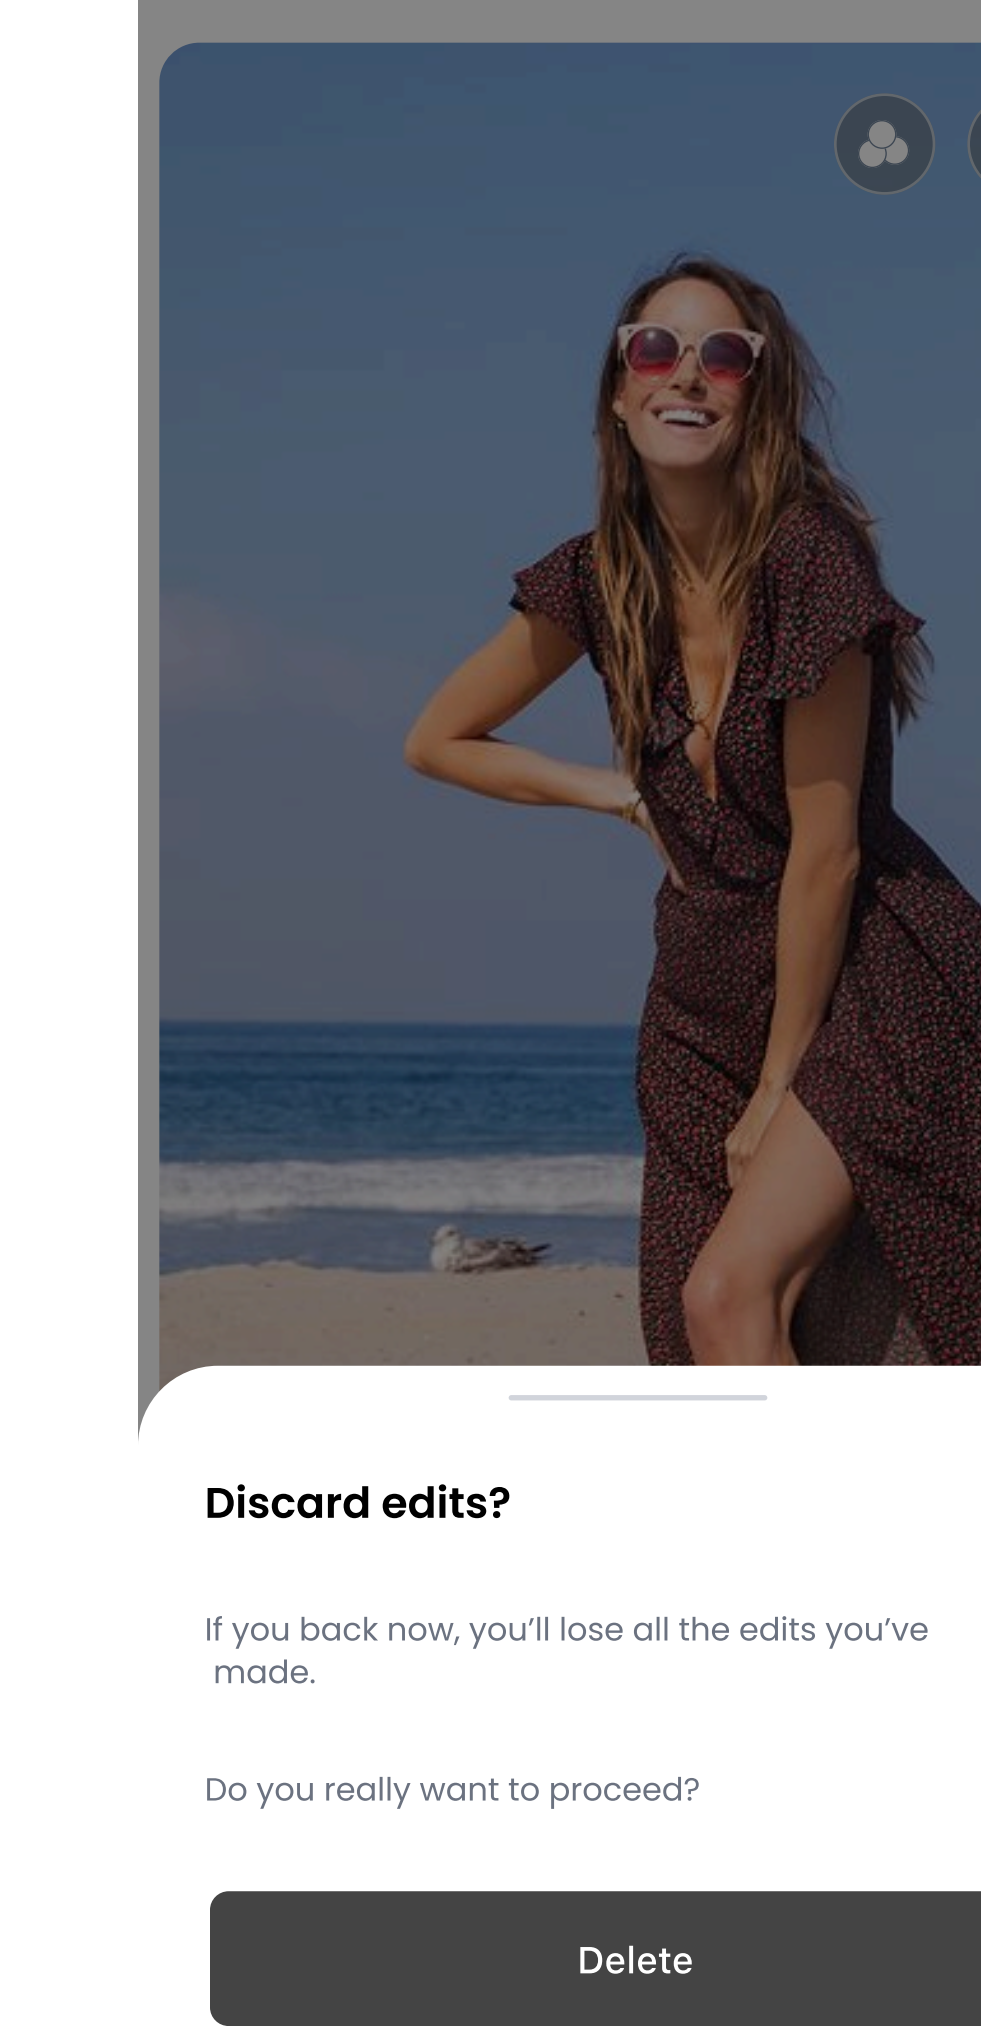 Discard edits?
If you back now, you’ll lose all the edits you’ve
made.
Do you really want to proceed?
Delete